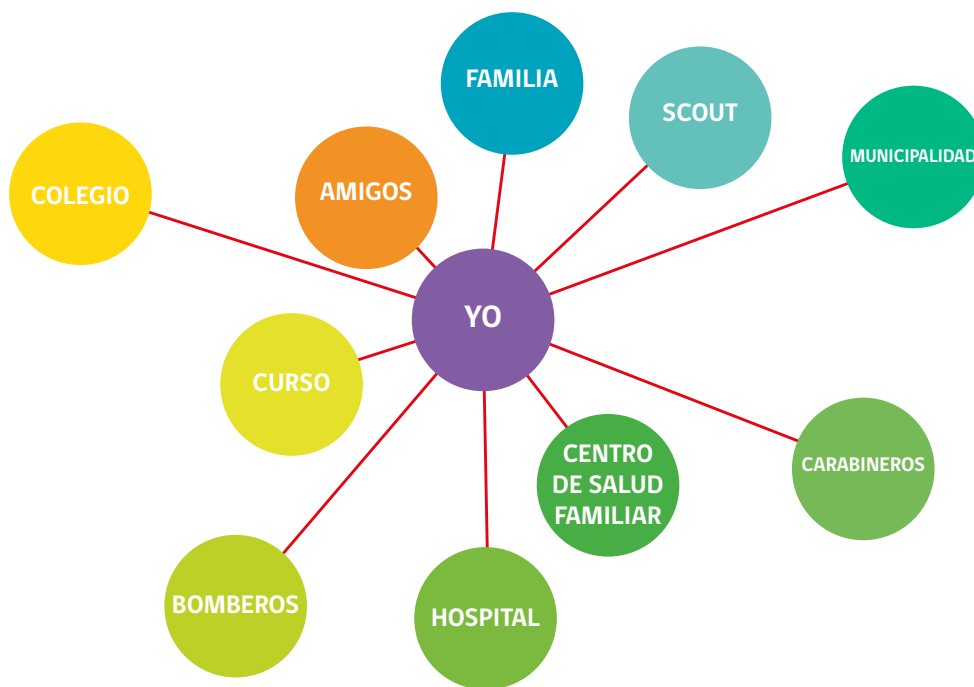 FAMILIA
SCOUT
MUNICIPALIDAD
COLEGIO
AMIGOS
YO
CURSO
CENTRO
DE SALUD
FAMILIAR
CARABINEROS
BOMBEROS
HOSPITAL